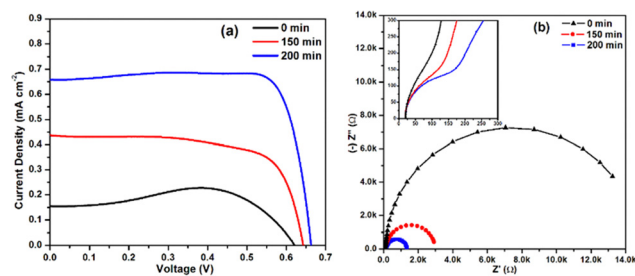 (a)
0 min
150 min
200 min
Current Density (mA cm-2)
0.9
0.8
0.7
0.6
0.5
0.4
0.3
0.2
0.1
0.0
0.0 0.1 0.2 0.3 0.4 0.5 0.6 0.7
Voltage (V)
(b)
0 min
150 min
200 min
(-) Z'' (Ω)
14.0k
12.0k
10.0k
8.0k
6.0k
4.0k
2.0k
0.0
0.0 2.0k 4.0k 6.0k 8.0k 10.0k 12.0k 14.0k
Z' (Ω)
300
250
200
150
100
50
0
0 50 100 150 200 250 300